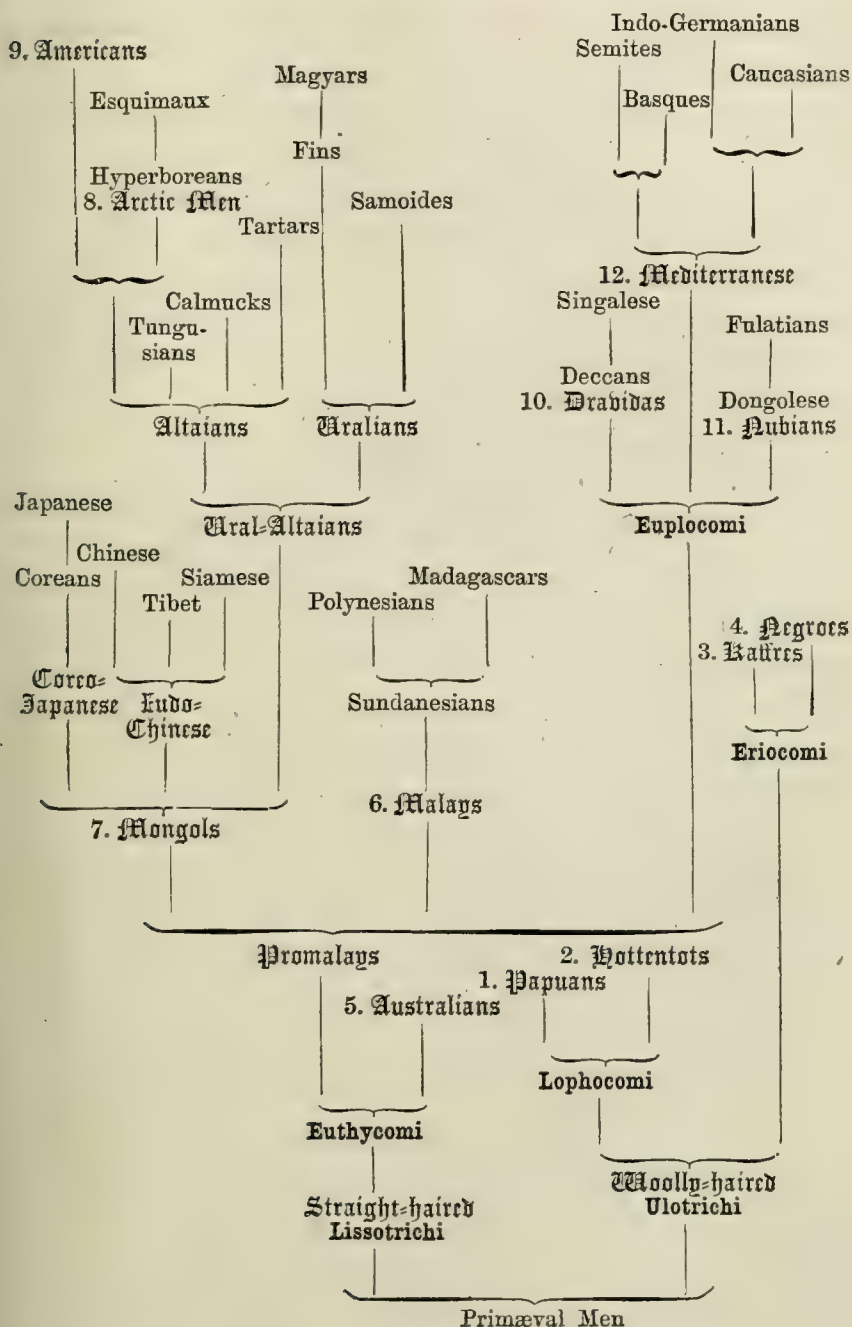 Indo-Germanians
9. Americans
Semites
Magyars
Caucasians
Esquimaux
Basques
Fins
Hyperboreans
8. Arctic Men
Samoides
Tartars
12. Mediterranese
Calmucks
Singalese
Tungu-
sians
Fulatians
Deccans
10. Dravidas
Dongolese
11. Nubians
Altaians
Uralians
Japanese
Ural-Altaians
Euplocomi
Chinese
Coreans
Siamese
Madagascars
Tibet
Polynesians
4. Negroes
3. Kaffres
Coreo-
Japanese
Indo-
Chinese
Sundanesians
Eriocomi
6. Malays
7. Mongols
Promalays
2. Hottentots
1. Papuans
5. Australians
Lophocomi
Euthycomi
Woolly-haired
Ulotrichi
Straight-haired
Lissotrichi
Primæval Men